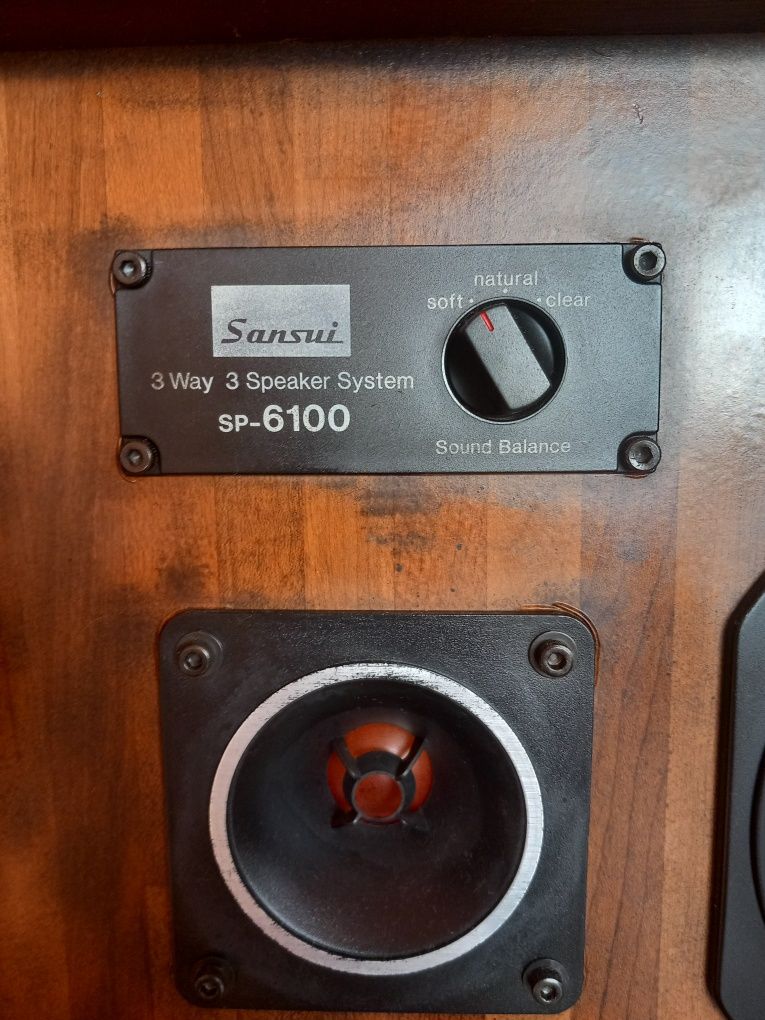 Sansui
3 Way 3 Speaker System
SP-6100
natural
soft
clear
Sound Balance